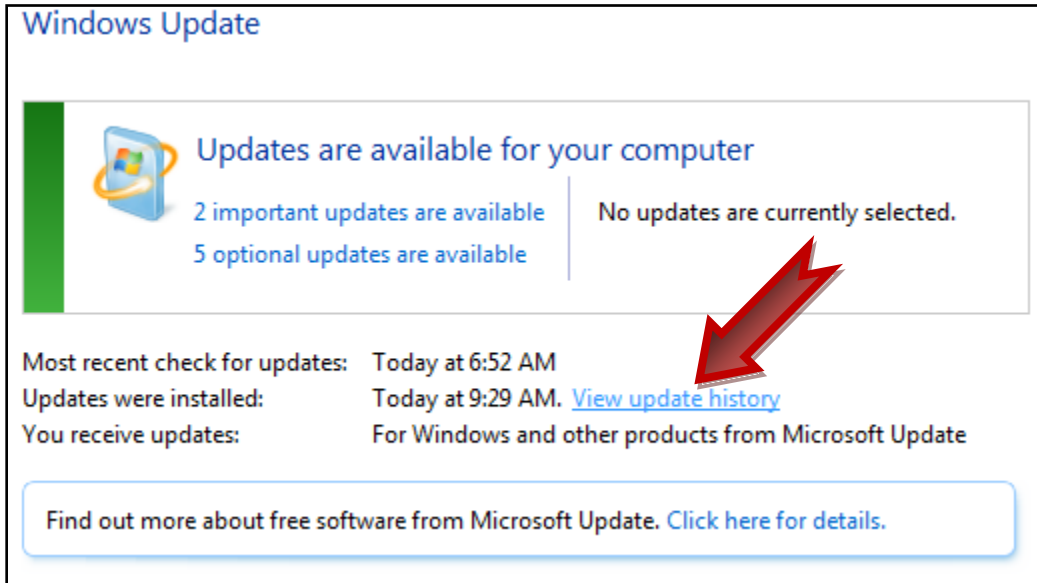 Windows Update
Updates are available for your computer
2 important updates are available
No updates are currently selected.
5 optional updates are available
Most recent check for updates: Today at 6:52 AM
Updates were installed: Today at 9:29 AM. View update history
You receive updates: For Windows and other products from Microsoft Update
Find out more about free software from Microsoft Update. Click here for details.